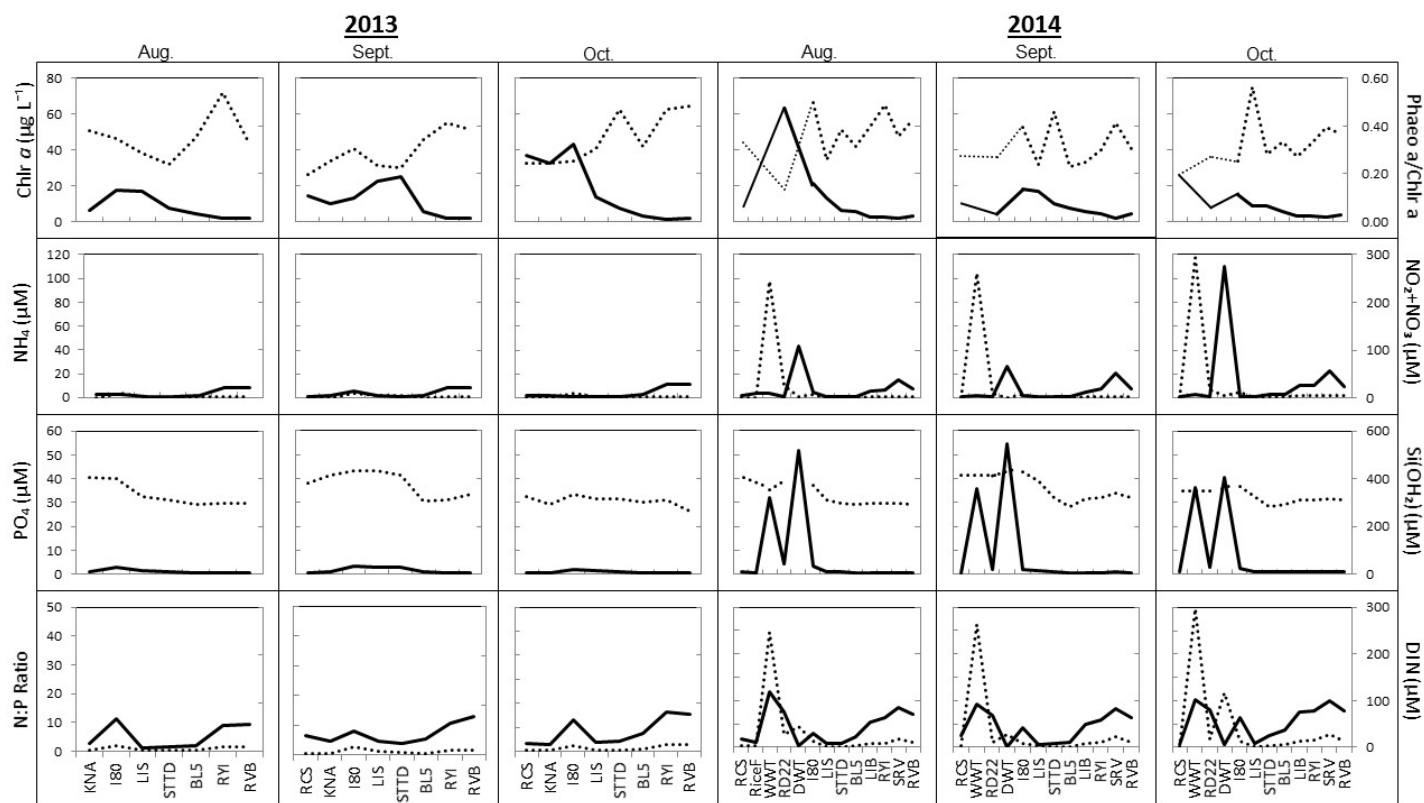 2013 2014
Aug. Sept. Oct. Aug. Sept. Oct.
Chlr a (µg L⁻¹)
80
60
40
20
0
0.60
0.40
0.20
0.00
Phaeo a/Chlr a
NH₄ (µM)
120
100
80
60
40
20
0
300
200
100
0
NO₂+NO₃ (µM)
PO₄ (µM)
60
50
40
30
20
10
0
600
400
200
0
Si(OH₂) (µM)
N:P Ratio
50
40
30
20
10
0
300
200
100
0
DIN (µM)
KNA I80 LIS STTD BL5 RYI RVB
RCS KNA I80 LIS STTD BL5 RYI RVB
RCS KNA I80 LIS STTD BL5 RYI RVB
RCS RiceF WWT RD22 DWT I80 LIS STTD BL5 LIB RYI SRV RVB
RCS WWT RD22 DWT I80 LIS STTD BL5 LIB RYI SRV RVB
RCS WWT RD22 DWT I80 LIS STTD BL5 LIB RYI SRV RVB